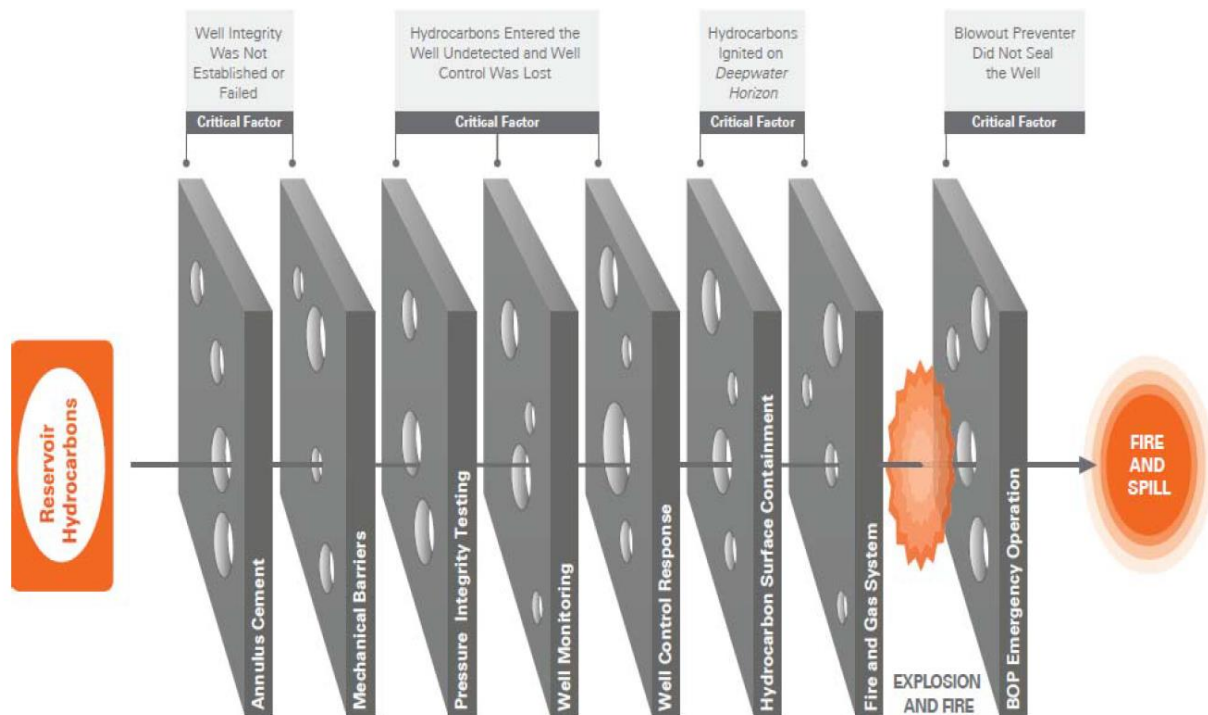 Well Integrity
Was Not
Established or
Failed
Critical Factor
Hydrocarbons Entered the
Well Undetected and Well
Control Was Lost
Critical Factor
Hydrocarbons
Ignited on
Deepwater
Horizon
Critical Factor
Blowout Preventer
Did Not Seal
the Well
Critical Factor
Reservoir
Hydrocarbons
Annulus Cement
Mechanical Barriers
Pressure Integrity Testing
Well Monitoring
Well Control Response
Hydrocarbon Surface Containment
Fire and Gas System
EXPLOSION
AND FIRE
BOP Emergency Operation
FIRE
AND
SPILL